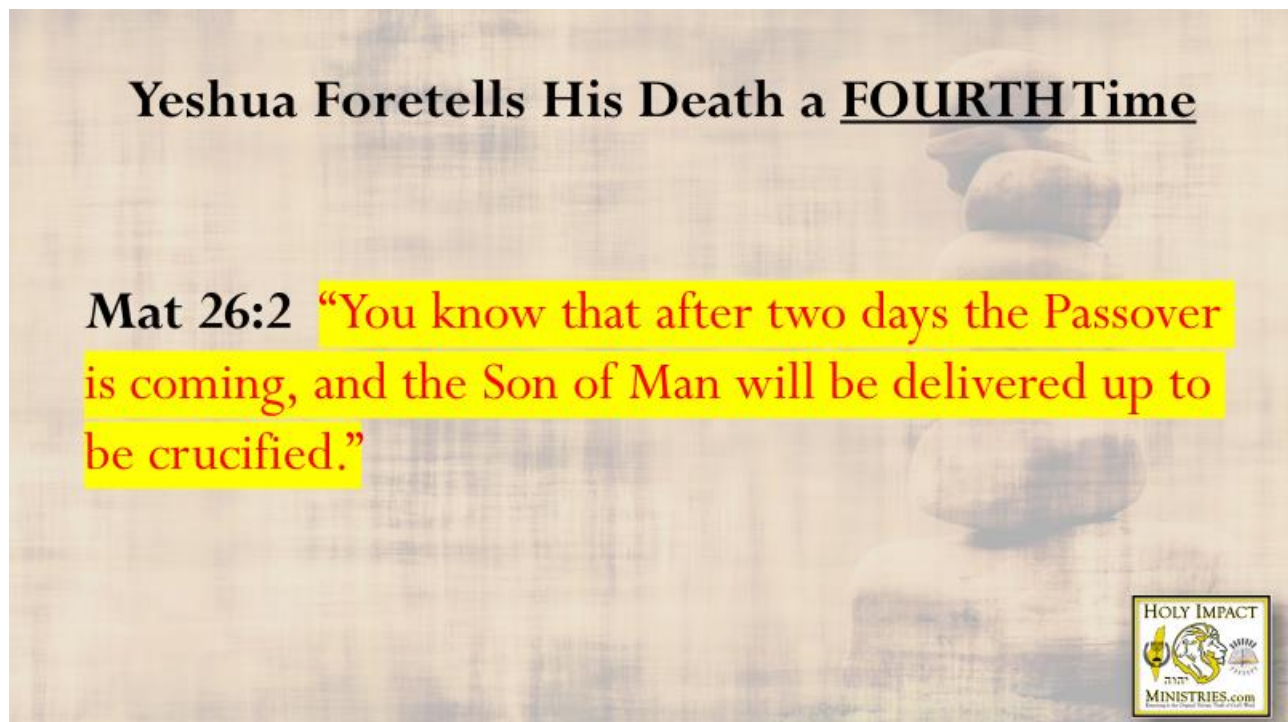 Yeshua Foretells His Death a FOURTH Time
Mat 26:2 “You know that after two days the Passover
is coming, and the Son of Man will be delivered up to
be crucified.”
HOLY IMPACT
יהוה
MINISTRIES.com